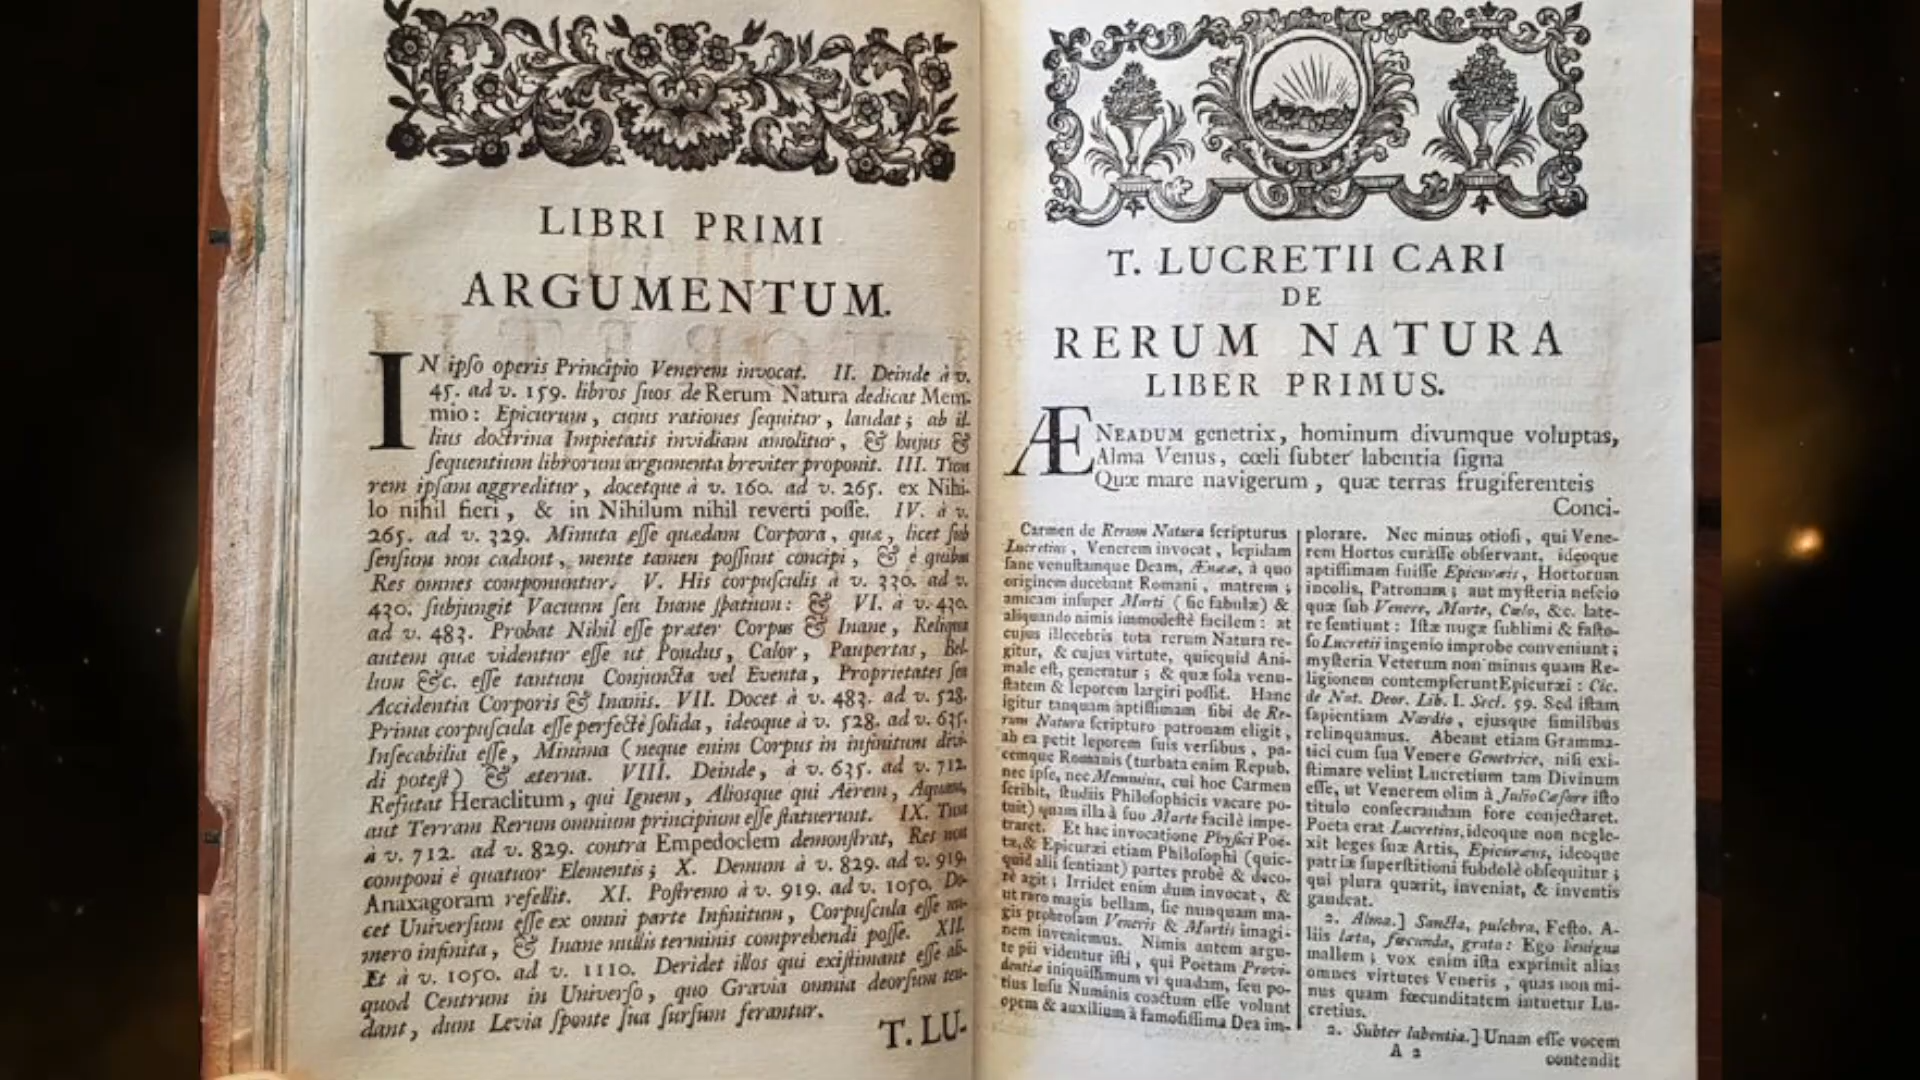 LIBRI PRIMI
ARGUMENTUM.
IN ipſo operis Principio Venerem invocat. II. Deinde à v.
45. ad v. 159. libros ſuos de Rerum Natura dedicat Mem-
mio: Epicurum, cujus rationes ſequitur, laudat; ab il-
lius doctrina Impietatis invidiam amolitur, & hujus &
ſequentium librorum argumenta breviter proponit. III. Tum
rem ipſam aggreditur, docetque à v. 160. ad v. 265. ex Nihi-
lo nihil fieri, & in Nihilum nihil reverti poſſe. IV. à v.
265. ad v. 329. Minuta eſſe quædam Corpora, quæ, licet ſub
ſenſum non cadunt, mente tamen poſſunt concipi, & è quibus
Res omnes componuntur. V. His corpuſculis à v. 330. ad v.
430. ſubjungit Vacuum ſeu Inane ſpatium: & VI. à v. 430.
ad v. 483. Probat Nihil eſſe præter Corpus & Inane, Reliqua
autem quæ videntur eſſe ut Pondus, Calor, Paupertas, Bel-
lum &c. eſſe tantum Conjuncta vel Eventa, Proprietates ſeu
Accidentia Corporis & Inanis. VII. Docet à v. 483. ad v. 528.
Prima corpuſcula eſſe perfectè ſolida, ideoque à v. 528. ad v. 635.
Inſecabilia eſſe, Minima (neque enim Corpus in infinitum divi-
di poteſt) & æterna. VIII. Deinde, à v. 635. ad v. 712.
Refutat Heraclitum, qui Ignem, Aliosque qui Aërem, Aquam,
aut Terram Rerum omnium principium eſſe ſtatuerunt. IX. Tum
à v. 712. ad v. 829. contra Empedoclem demonſtrat, Res non
componi è quatuor Elementis; X. Demum à v. 829. ad v. 919.
Anaxagoram refellit. XI. Poſtremo à v. 919. ad v. 1050. Do-
cet Univerſum eſſe ex omni parte Infinitum, Corpuſcula eſſe nu-
mero infinita, & Inane nullis terminis comprehendi poſſe. XII.
Et à v. 1050. ad v. 1110. Deridet illos qui exiſtimant eſſe ali-
quod Centrum in Univerſo, quo Gravia omnia deorſum ten-
dant, dum Levia ſponte ſua ſurſum ferantur.
T. LU-
T. LUCRETII CARI
DE
RERUM NATURA
LIBER PRIMUS.
ÆNEADUM genetrix, hominum divumque voluptas,
Alma Venus, cœli ſubter labentia ſigna
Quæ mare navigerum, quæ terras frugiferenteis
Conci-
Carmen de Rerum Natura ſcripturus
Lucretius, Venerem invocat, lepidam
ſane venuſtamque Deam, Æneæ, à quo
originem ducebant Romani, matrem;
amicam inſuper Marti (ſic fabulæ) &
aliquando nimis immodeſtè facilem: at
cujus illecebris tota rerum Natura re-
gitur, & cujus virtute, quicquid Ani-
male eſt, generatur; & quæ ſola venu-
ſtatem & leporem largiri poſſit. Hanc
igitur tanquam aptiſſimam ſibi de Re-
rum Natura ſcripturo patronam eligit,
ab ea petit leporem ſuis verſibus, pa-
cemque Romanis (turbata enim Repub.
nec ipſe, nec Memmius, cui hoc Carmen
ſcribit, ſtudiis Philoſophicis vacare po-
tuit) quam illa à ſuo Marte facilè impe-
traret. Et hac invocatione Phyſici Poe-
tæ, & Epicuræi etiam Philoſophi (quic-
quid alii ſentiant) partes probè & deco-
rè agit; Irridet enim dum invocat, &
ut raro magis bellam, ſic nunquam ma-
gis probroſam Veneris & Martis imagi-
nem inveniemus. Nimis autem argu-
te pii videntur iſti, qui Poetam Provi-
dentiæ iniquiſſimum vi quadam, ſeu po-
tius luſu Numinis coactum eſſe volunt
opem & auxilium à famoſiſſima Dea im-
plorare. Nec minus otioſi, qui Vene-
rem Hortos curâſſe obſervant, ideoque
aptiſſimam fuiſſe Epicuræis, Hortorum
incolis, Patronam; aut myſteria neſcio
quæ ſub Venere, Marte, Cælo, &c. late-
re ſentiunt: Iſtæ nugæ ſublimi & faſto-
ſo Lucretii ingenio improbe conveniunt;
myſteria Veterum non minus quam Re-
ligionem contempſerunt Epicuræi: Cic.
de Nat. Deor. Lib. I. Sect. 59. Sed iſtam
ſapientiam Nardio, ejusque ſimilibus
relinquamus. Abeant etiam Gramma-
tici cum ſua Venere Genetrice, niſi exi-
ſtimare velint Lucretium tam Divinum
eſſe, ut Venerem olim à Julio Cæſare iſto
titulo conſecrandam fore conjectaret.
Poeta erat Lucretius, ideoque non negle-
xit leges ſuæ Artis, Epicuræus, ideoque
patriæ ſuperſtitioni ſubdolè obſequitur;
qui plura quærit, inveniat, & inventis
gaudeat.
2. Alma.] Sancta, pulchra, Feſto. A-
liis læta, fœcunda, grata: Ego benigna
mallem; vox enim iſta exprimit alias
omnes virtutes Veneris, quas non mi-
nus quam fœcunditatem intuetur Lu-
cretius.
2. Subter labentia.] Unam eſſe vocem
A 2
contendit